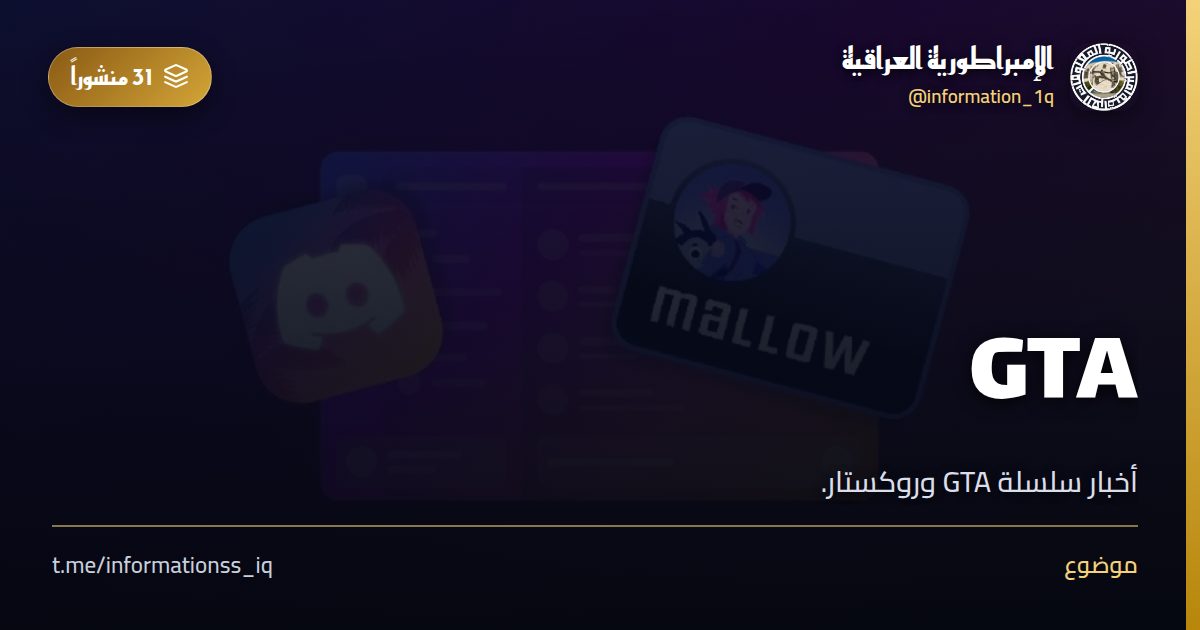 الإمبراطورية العراقية
@information_1q
31 منشوراً
mallow
GTA
أخبار سلسلة GTA وروكستار.
موضوع
t.me/informationss_iq